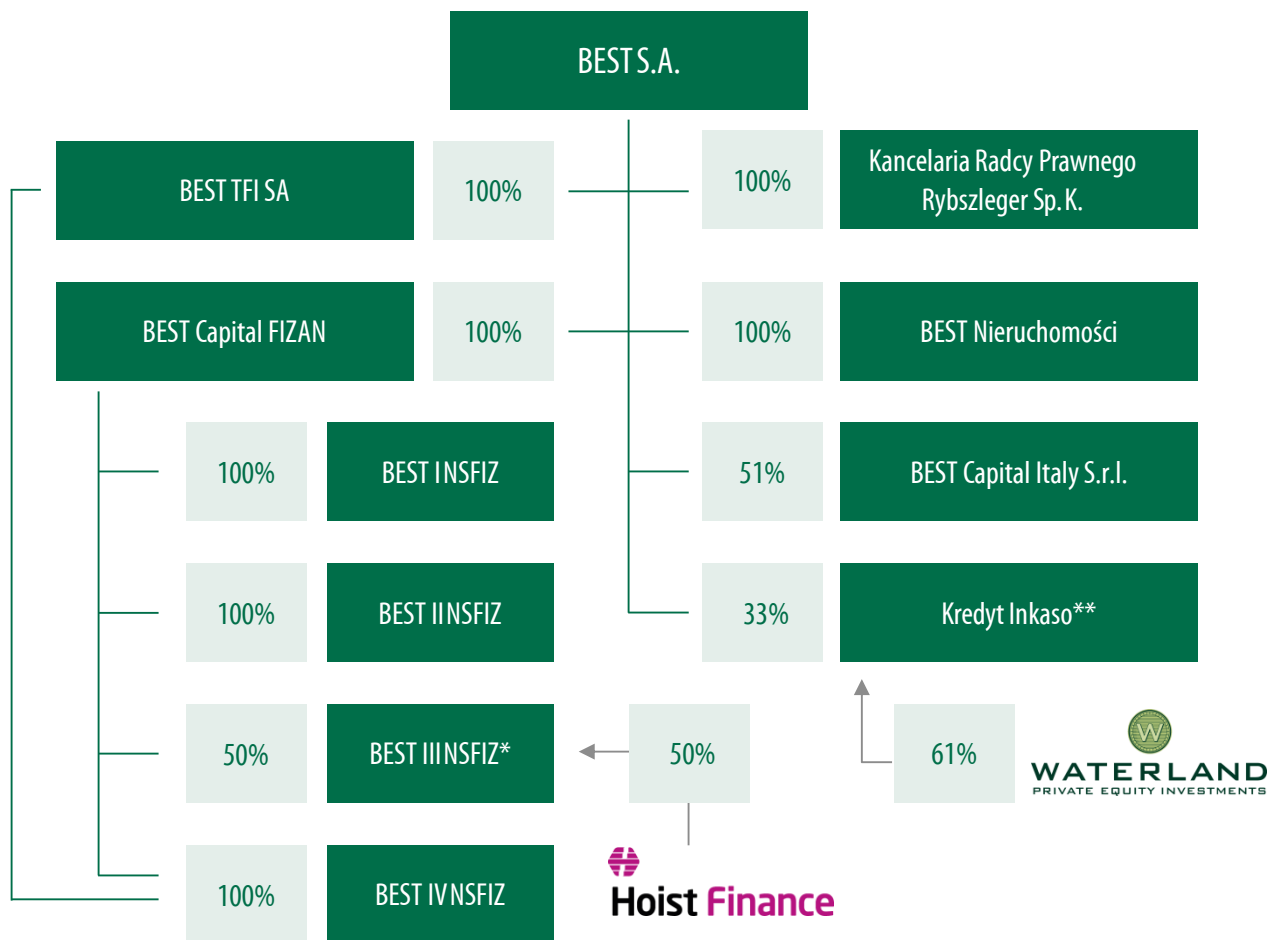 BEST S.A.
BEST TFI SA
100%
100%
Kancelaria Radcy Prawnego
Rybszleger Sp. K.
BEST Capital FIZAN
100%
100%
BEST Nieruchomości
100%
BEST I NSFIZ
51%
BEST Capital Italy S.r.l.
100%
BEST II NSFIZ
33%
Kredyt Inkaso**
50%
BEST III NSFIZ*
50%
61%
W
WATERLAND
PRIVATE EQUITY INVESTMENTS
100%
BEST IV NSFIZ
Hoist Finance